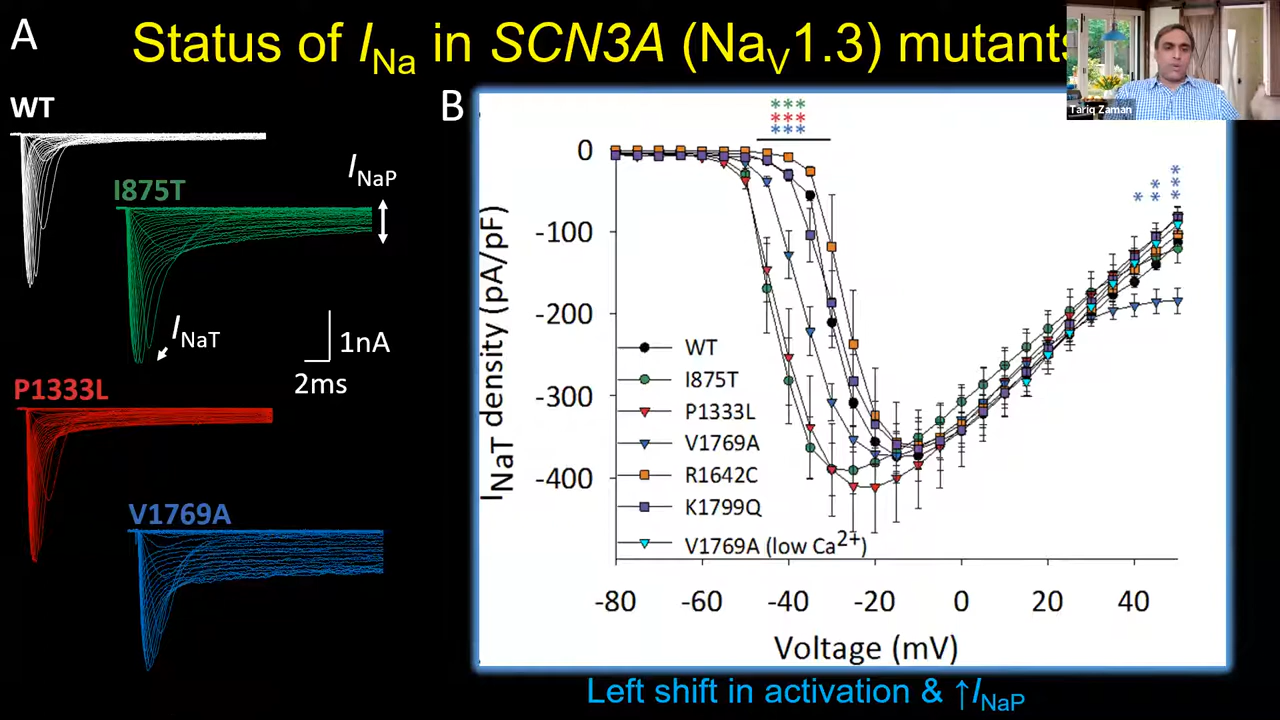 A
Status of INa in SCN3A (NaV1.3) mutants
Tariq Zaman
WT
I875T
INaP
INaT
1nA
2ms
P1333L
V1769A
B
***
***
***
*
**
***
0
-100
-200
-300
-400
INaT density (pA/pF)
WT
I875T
P1333L
V1769A
R1642C
K1799Q
V1769A (low Ca2+)
-80 -60 -40 -20 0 20 40
Voltage (mV)
Left shift in activation & ↑INaP